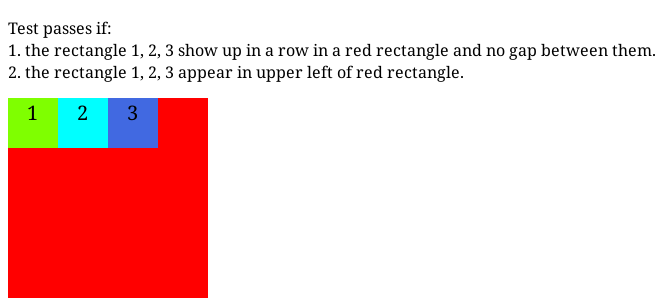 Test passes if:
1. the rectangle 1, 2, 3 show up in a row in a red rectangle and no gap between them.
2. the rectangle 1, 2, 3 appear in upper left of red rectangle.
1 2 3